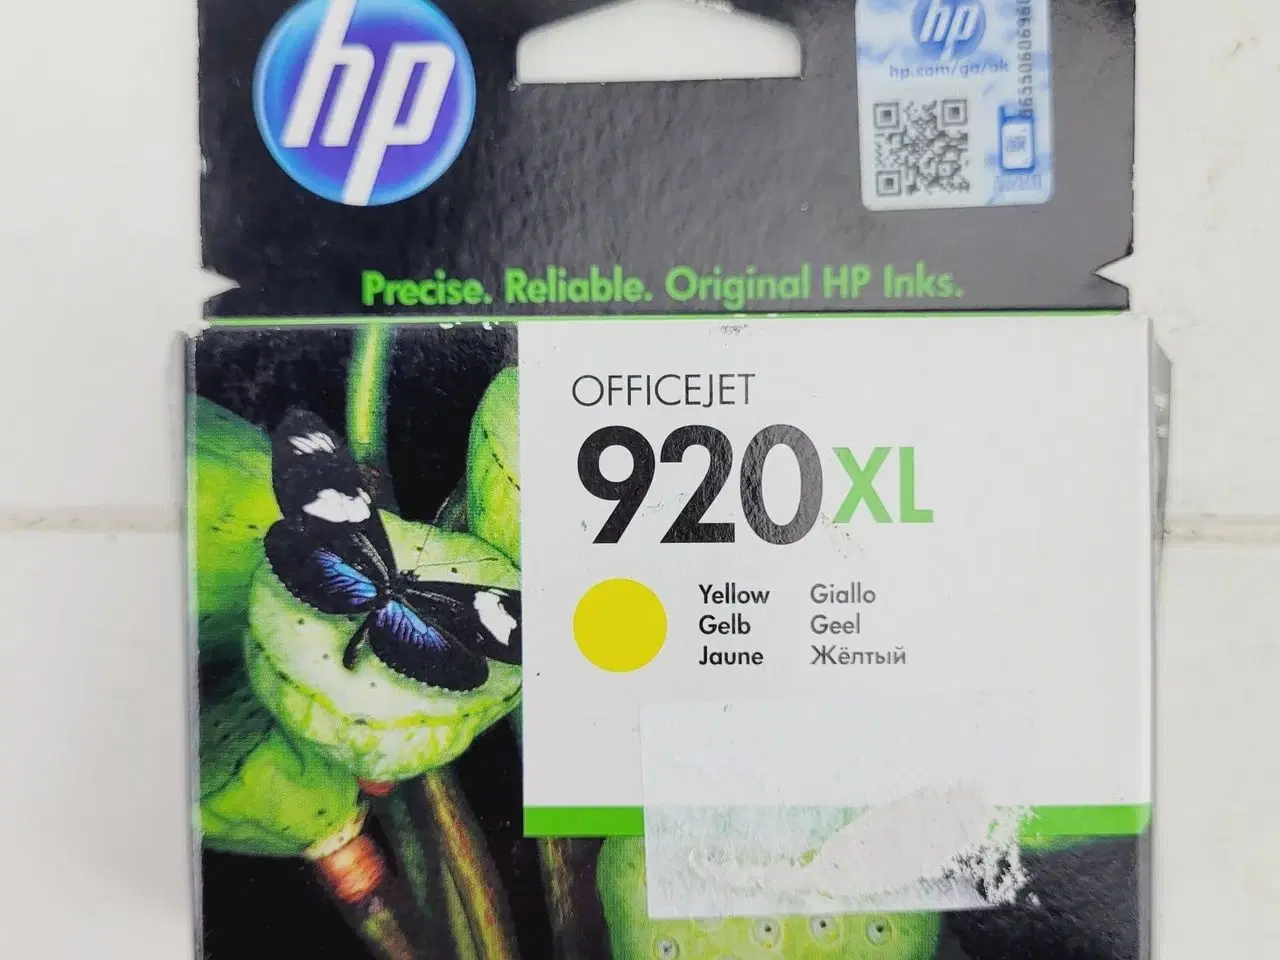 hp
hp
hp.com/go/ok
Precise. Reliable. Original HP Inks.
OFFICEJET
920XL
Yellow Giallo
Gelb Geel
Jaune Жёлтый